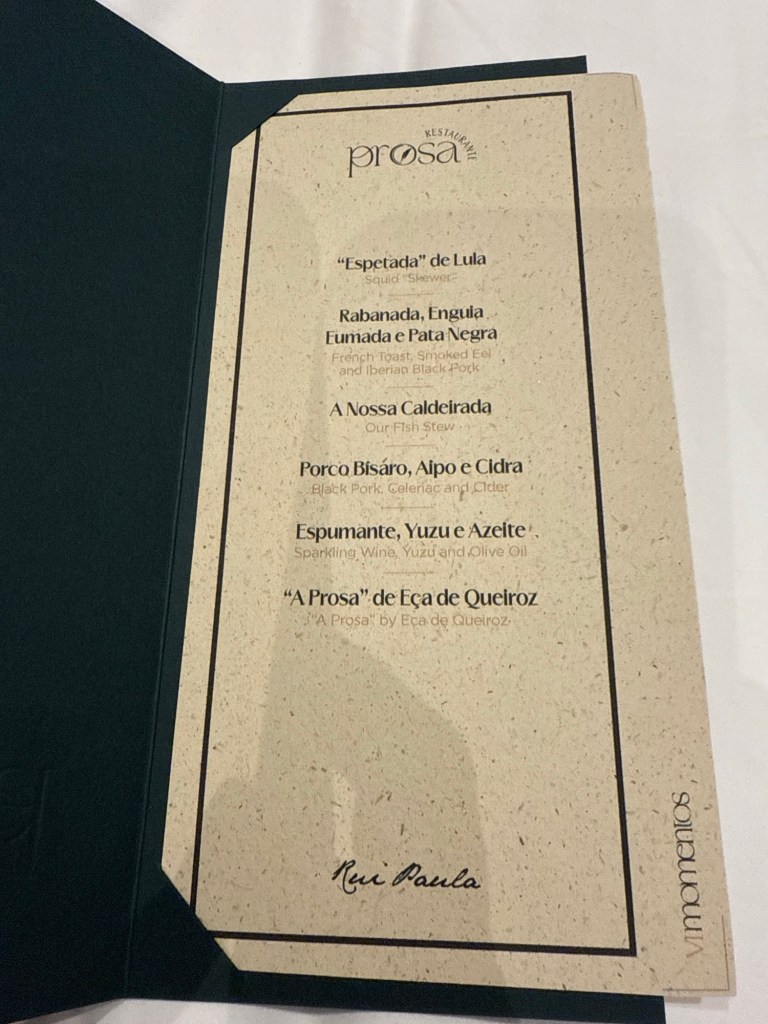 prosa RESTAURANTE
“Espetada” de Lula
Squid “Skewer”
Rabanada, Enguia
Fumada e Pata Negra
French Toast, Smoked Eel
and Iberian Black Pork
A Nossa Caldeirada
Our Fish Stew
Porco Bísáro, Aipo e Cidra
Black Pork, Celeriac and Cider
Espumante, Yuzu e Azeite
Sparkling Wine, Yuzu and Olive Oil
“A Prosa” de Eça de Queiroz
“A Prosa” by Eça de Queiroz
Rui Paula
VI momentos